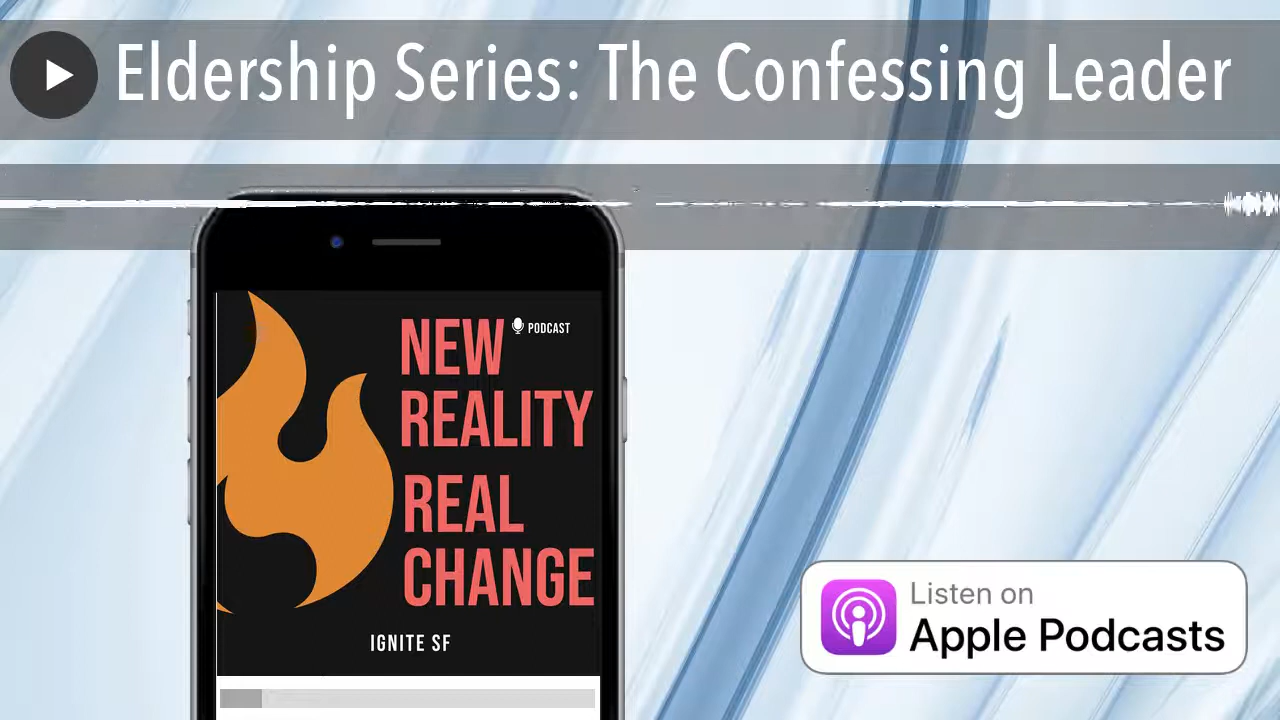 Eldership Series: The Confessing Leader
NEW
PODCAST
REALITY
REAL
CHANGE
IGNITE SF
Listen on
Apple Podcasts